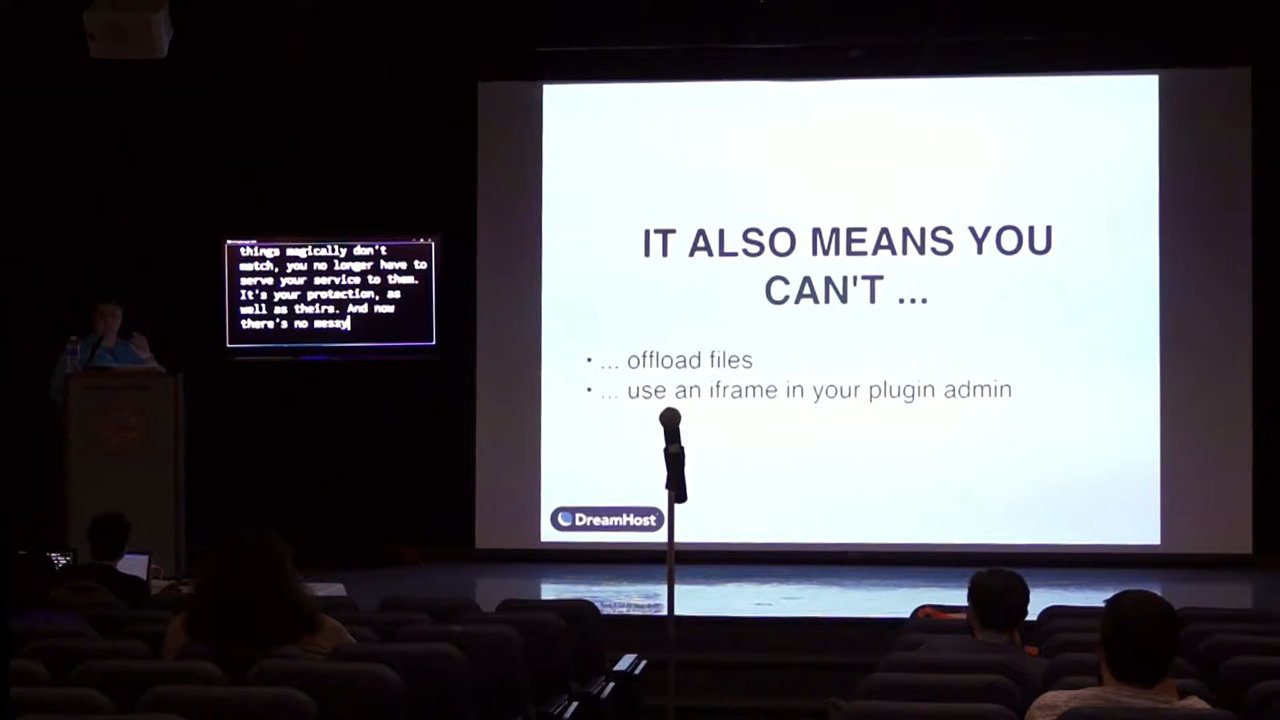 things magically don't
match, you no longer have to
serve your service to them.
It's your protection, as
well as theirs. And now
there's no messy
IT ALSO MEANS YOU
CAN'T ...
• ... offload files
• ... use an iframe in your plugin admin
DreamHost